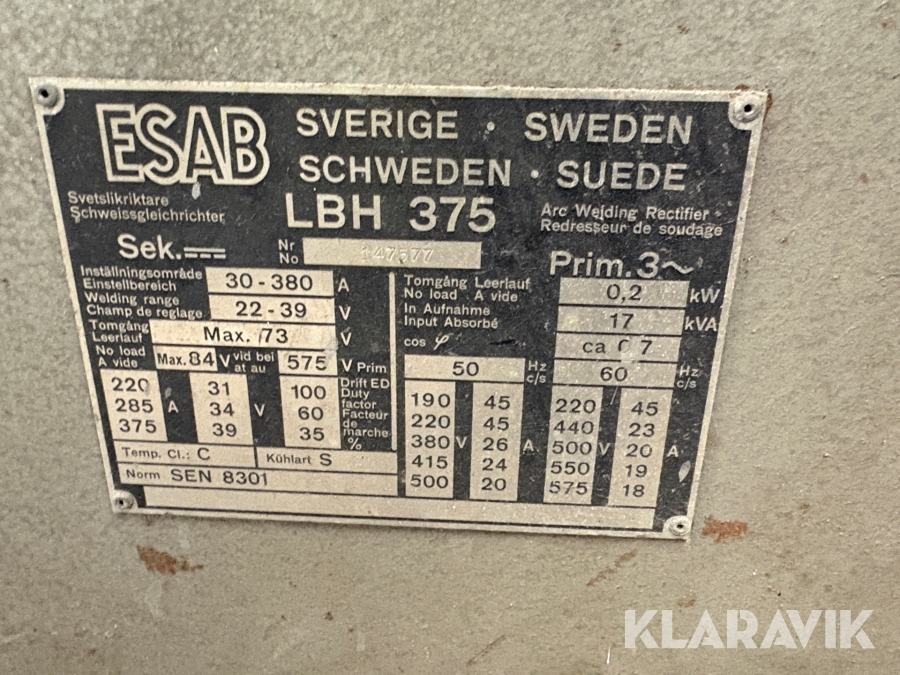 ESAB
SVERIGE · SWEDEN
SCHWEDEN · SUEDE
Svetslikriktare
Schweissgleichrichter
LBH 375
Arc Welding Rectifier
Redresseur de soudage
Sek.
Nr
No
147577
Prim. 3~
Inställningsområde
Einstellbereich
Welding range
Champ de reglage
30 - 380 A
22 - 39 V
Tomgång
Leerlauf
No load
A vide
Max. 73 V
Max. 84 V vid bei at au 575 V Prim
220 31 100
285 A 34 V 60
375 39 35
Drift ED
Duty
factor
Facteur
de
marche
%
Temp. Cl.: C Kühlart S
Norm SEN 8301
Tomgång Leerlauf
No load A vide
0,2 kW
In Aufnahme
Input Absorbé
17 kVA
cos φ
ca 0 7
50 Hz c/s 60 Hz c/s
190 45 220 45
220 45 440 23
380 V 26 A 500 V 20 A
415 24 550 19
500 20 575 18
KLARAVIK